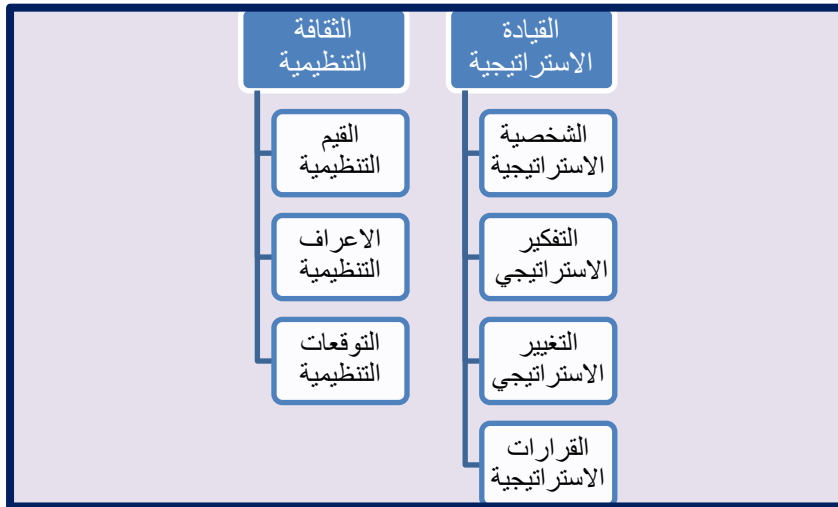 القيادة
الاستراتيجية
الشخصية
الاستراتيجية
التفكير
الاستراتيجي
التغيير
الاستراتيجي
القرارات
الاستراتيجية
الثقافة
التنظيمية
القيم
التنظيمية
الاعراف
التنظيمية
التوقعات
التنظيمية